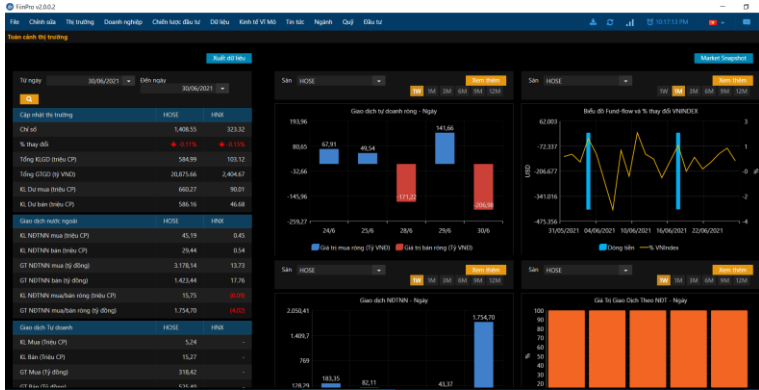 FiinPro v2.0.0.2
File Chỉnh sửa Thị trường Doanh nghiệp Chiến lược đầu tư Dữ liệu Kinh tế Vĩ Mô Tin tức Ngành Quỹ Đầu tư 10:17:13 PM
Toàn cảnh thị trường
Xuất dữ liệu Market Snapshot
Từ ngày 30/06/2021 Đến ngày 30/06/2021
Cập nhật thị trường HOSE HNX
Chỉ số 1,408.55 323.32
% thay đổi -0.11% -0.13%
Tổng KLGD (triệu CP) 584.99 103.12
Tổng GTGD (tỷ VND) 20,875.66 2,404.67
KL Dư mua (triệu CP) 660.27 90.01
KL Dư bán (triệu CP) 586.16 46.68
Giao dịch nước ngoài HOSE HNX
KL NĐTNN mua (triệu CP) 45,19 0.45
KL NĐTNN bán (triệu CP) 29,44 0.54
GT NĐTNN mua (tỷ đồng) 3.178,14 13.73
GT NĐTNN bán (tỷ đồng) 1.423,44 17.76
KL NĐTNN mua/bán ròng (triệu CP) 15,75 (0.09)
GT NĐTNN mua/bán ròng (tỷ đồng) 1.754,70 (4.02)
Giao dịch Tự doanh HOSE HNX
KL Mua (Triệu CP) 5,24 -
KL Bán (Triệu CP) 15,27 -
GT Mua (Tỷ đồng) 318,42 -
GT Bán (Tỷ đồng) 525,40 -
Sàn HOSE Xem thêm
1W 1M 3M 6M 9M 12M
Giao dịch tự doanh ròng - Ngày
193,96
80,65
-32,66
-145,96
-259,27
67,91 49,54 -171,22 141,66 -206,98
24/6 25/6 28/6 29/6 30/6
Giá trị mua ròng (Tỷ VND) Giá trị bán ròng (Tỷ VND)
Sàn HOSE Xem thêm
1W 1M 3M 6M 9M 12M
Biểu đồ Fund-flow và % thay đổi VNINDEX
62.003
-72.337
-206.677
-341.016
-475.356
USD
3
1
-0
-2
-4
%
31/05/2021 04/06/2021 10/06/2021 16/06/2021 22/06/2021
Dòng tiền % VNIndex
Sàn HOSE Xem thêm
1W 1M 3M 6M 9M 12M
Giao dịch NĐTNN - Ngày
2.050,41
1.409,7
769
128,29
183,35 82,11 43,37 1.754,70
Sàn HOSE Xem thêm
1W 1M 3M 6M 9M 12M
Giá Trị Giao Dịch Theo NĐT - Ngày
100
90
80
70
60
50
40
30
20
%